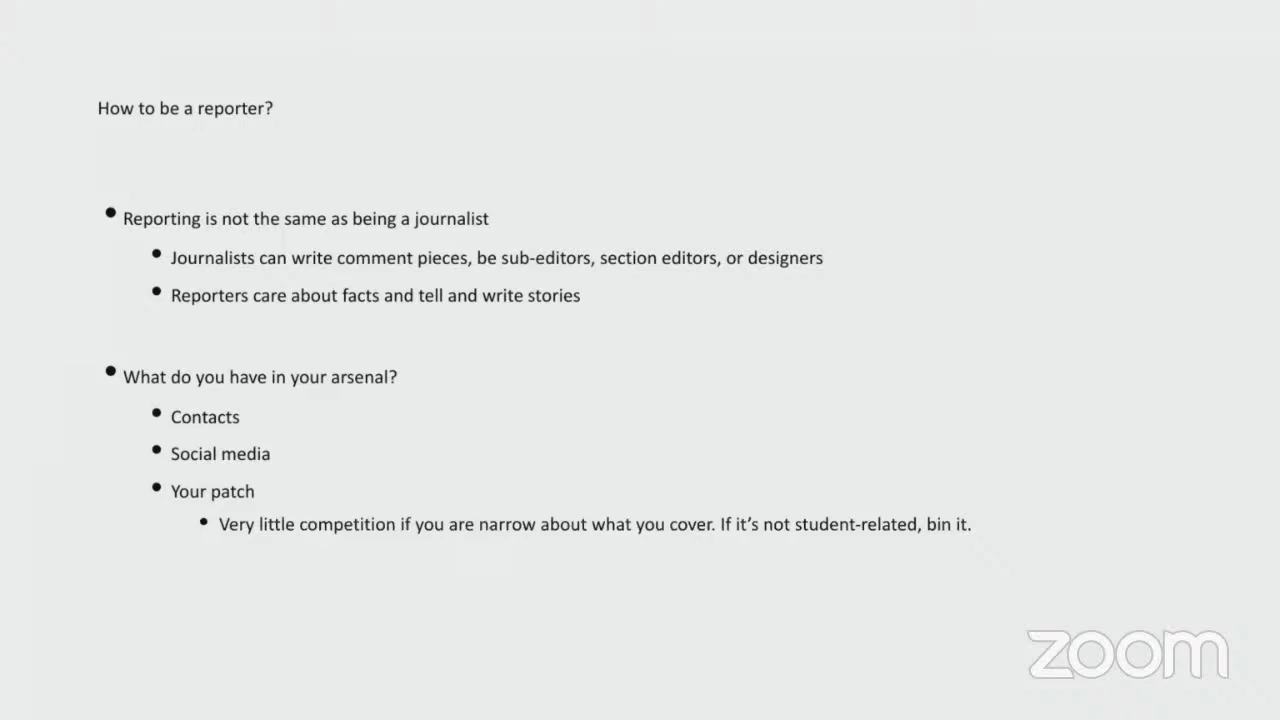 How to be a reporter?
• Reporting is not the same as being a journalist
• Journalists can write comment pieces, be sub-editors, section editors, or designers
• Reporters care about facts and tell and write stories
• What do you have in your arsenal?
• Contacts
• Social media
• Your patch
• Very little competition if you are narrow about what you cover. If it's not student-related, bin it.
zoom